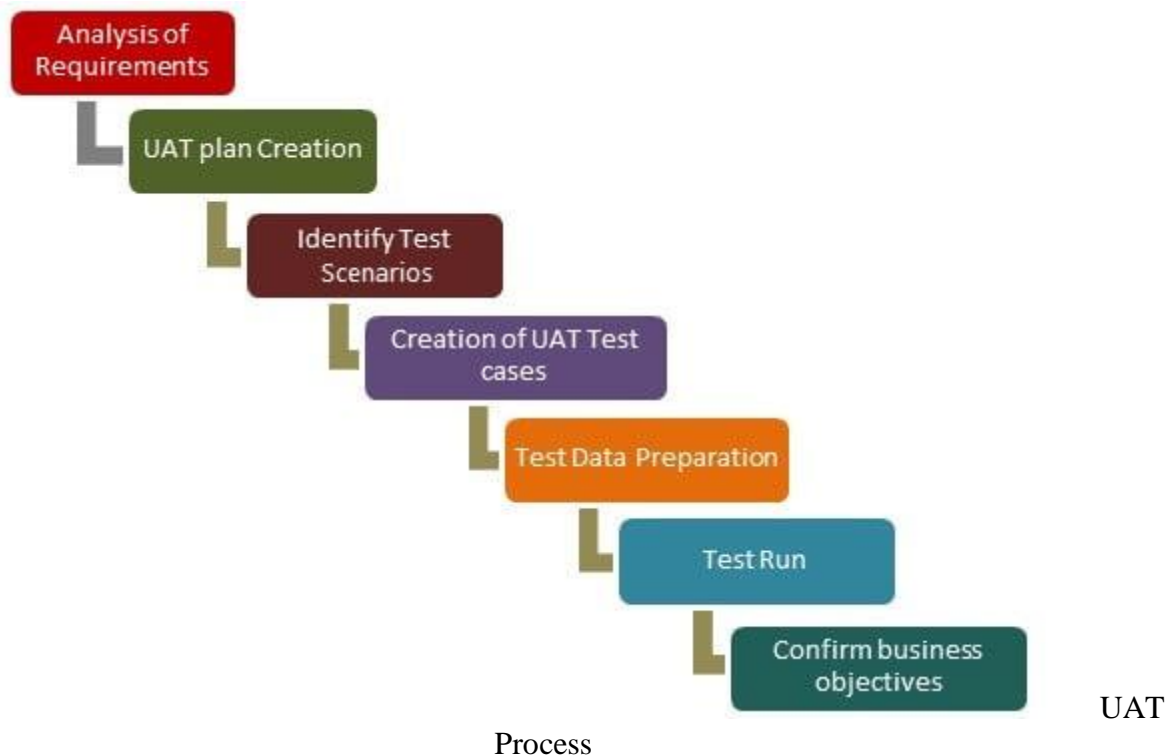 Analysis of
Requirements
UAT plan Creation
Identify Test
Scenarios
Creation of UAT Test
cases
Test Data Preparation
Test Run
Confirm business
objectives
UAT
Process